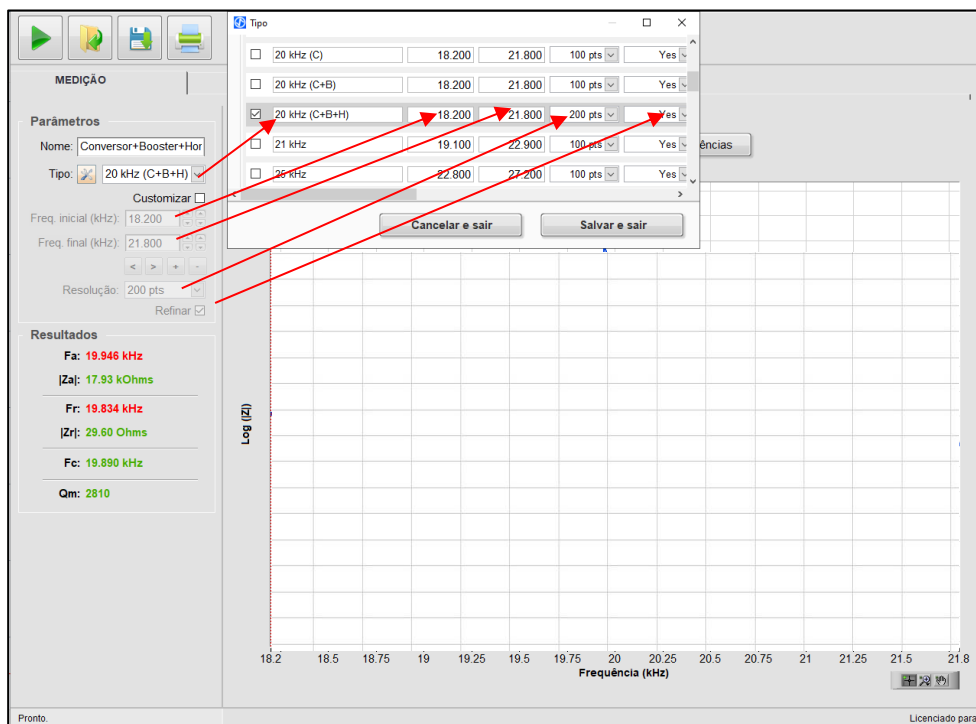 Tipo
20 kHz (C) 18.200 21.800 100 pts Yes
20 kHz (C+B) 18.200 21.800 100 pts Yes
20 kHz (C+B+H) 18.200 21.800 200 pts Yes
21 kHz 19.100 22.900 100 pts Yes
25 kHz 22.800 27.200 100 pts Yes
Cancelar e sair Salvar e sair
MEDIÇÃO
Parâmetros
Nome: Conversor+Booster+Hor
Tipo: 20 kHz (C+B+H)
Customizar
Freq. inicial (kHz): 18.200
Freq. final (kHz): 21.800
< > + -
Resolução: 200 pts
Refinar
Resultados
Fa: 19.946 kHz
|Za|: 17.93 kOhms
Fr: 19.834 kHz
|Zr|: 29.60 Ohms
Fc: 19.890 kHz
Qm: 2810
ências
Log (|Z|)
18.2 18.5 18.75 19 19.25 19.5 19.75 20 20.25 20.5 20.75 21 21.25 21.5 21.8
Frequência (kHz)
Pronto. Licenciado para